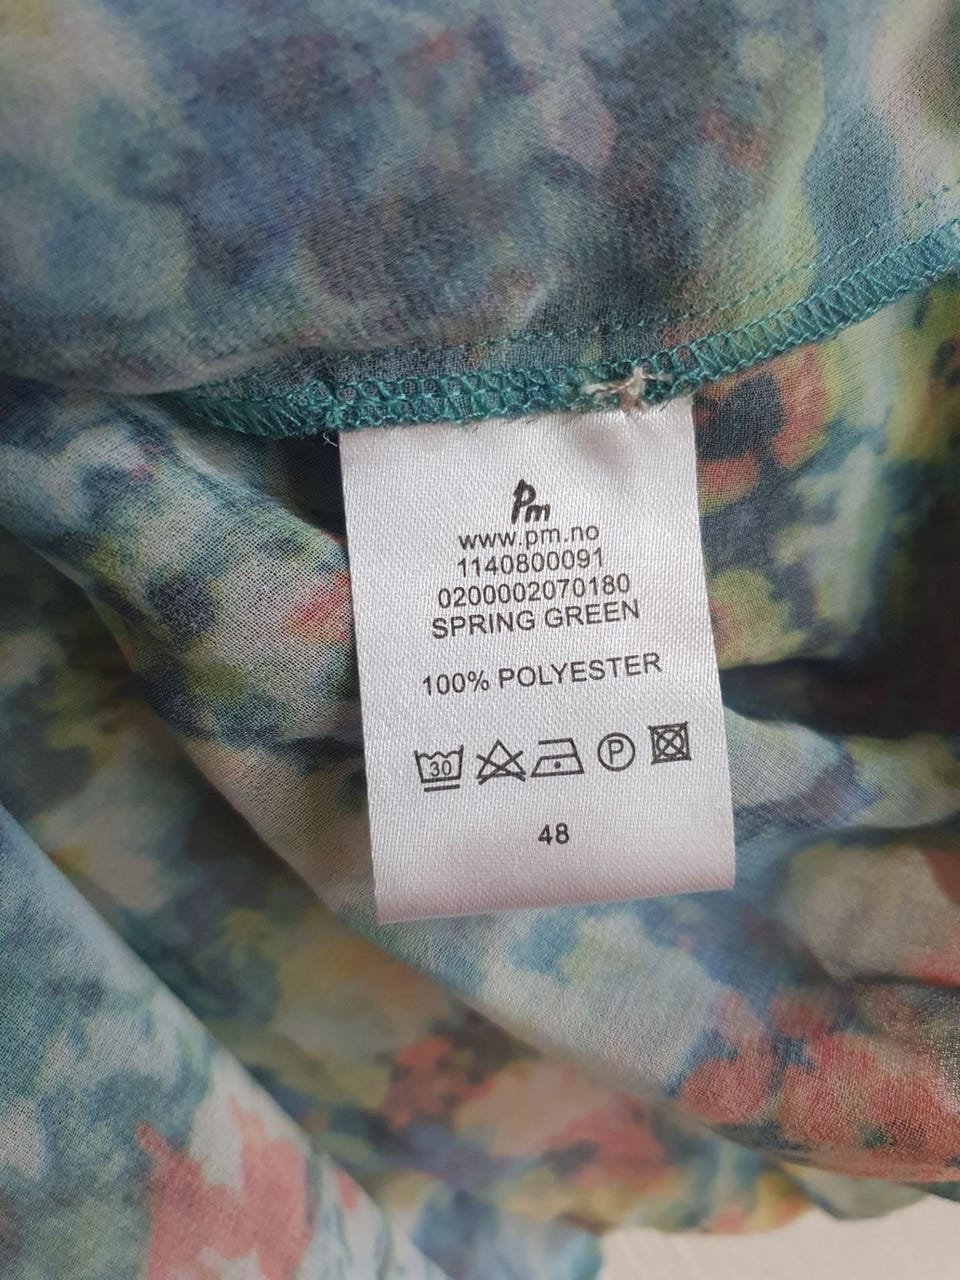 Pm
www.pm.no
1140800091
0200002070180
SPRING GREEN
100% POLYESTER
30 P
48